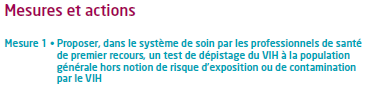 Mesures et actions
Mesure 1 • Proposer, dans le système de soin par les professionnels de santé
de premier recours, un test de dépistage du VIH à la population
générale hors notion de risque d'exposition ou de contamination
par le VIH